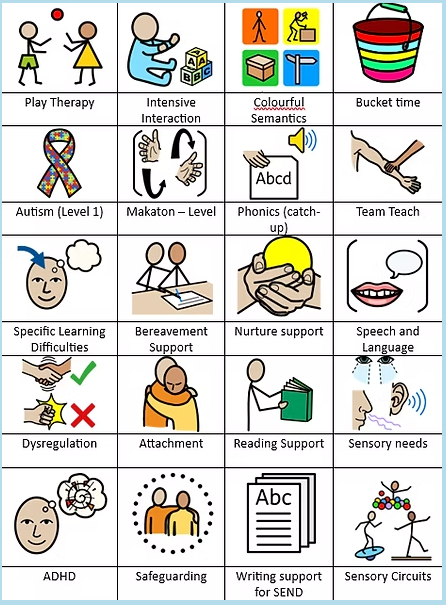 Play Therapy
Intensive
Interaction
Colourful
Semantics
Bucket time
A
B C
Autism (Level 1)
Makaton – Level
Abcd
Phonics (catch-
up)
Team Teach
Specific Learning
Difficulties
Bereavement
Support
Nurture support
Speech and
Language
Dysregulation
Attachment
Reading Support
Sensory needs
ADHD
Safeguarding
Abc
Writing support
for SEND
Sensory Circuits